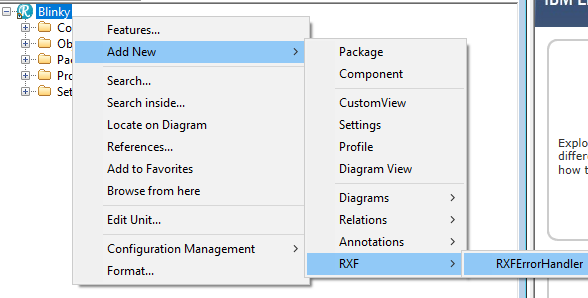 Blinky
IBM E
Co
Ob
Pac
Pro
Set
Features...
Add New
Search...
Search inside...
Locate on Diagram
References...
Add to Favorites
Browse from here
Edit Unit...
Configuration Management
Format...
Package
Component
CustomView
Settings
Profile
Diagram View
Diagrams
Relations
Annotations
RXF
RXFErrorHandler
Explo
differ
how t